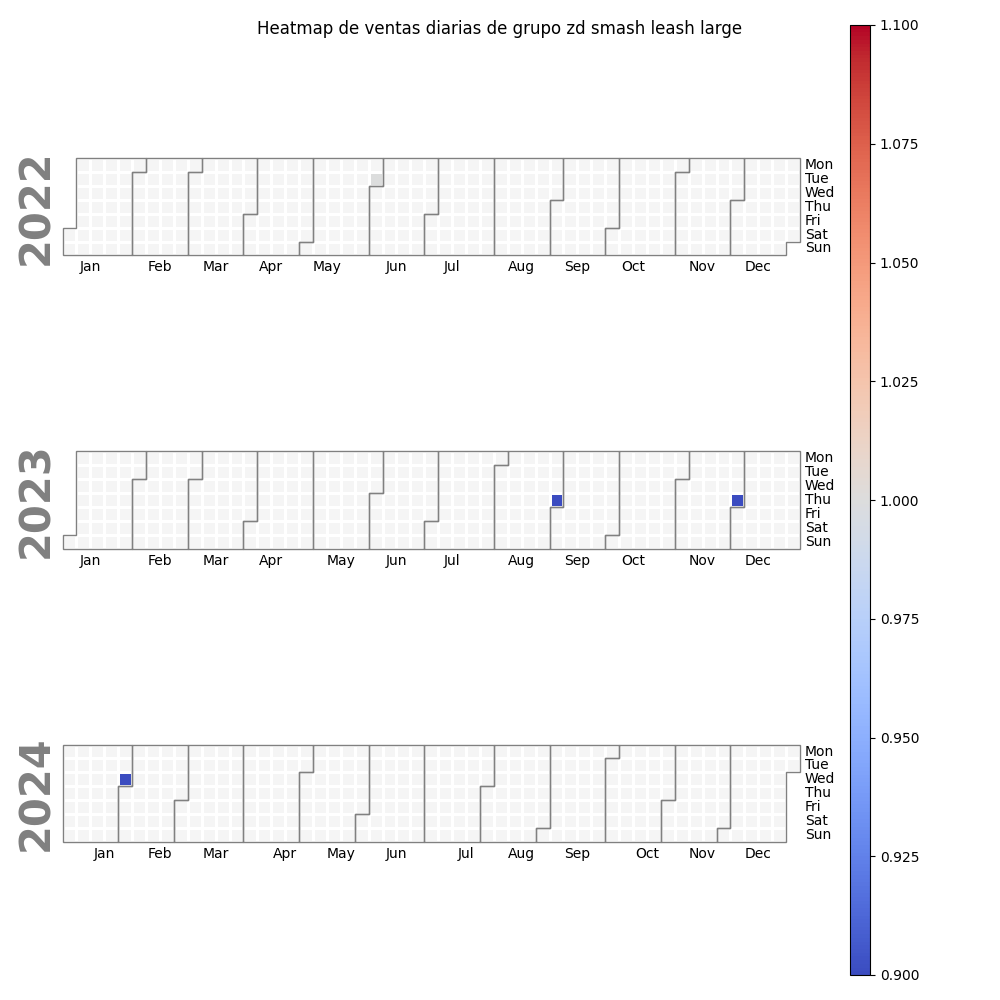 Heatmap de ventas diarias de grupo zd smash leash large
2022
Mon
Tue
Wed
Thu
Fri
Sat
Sun
Jan Feb Mar Apr May Jun Jul Aug Sep Oct Nov Dec
2023
Mon
Tue
Wed
Thu
Fri
Sat
Sun
Jan Feb Mar Apr May Jun Jul Aug Sep Oct Nov Dec
2024
Mon
Tue
Wed
Thu
Fri
Sat
Sun
Jan Feb Mar Apr May Jun Jul Aug Sep Oct Nov Dec
1.100
1.075
1.050
1.025
1.000
0.975
0.950
0.925
0.900